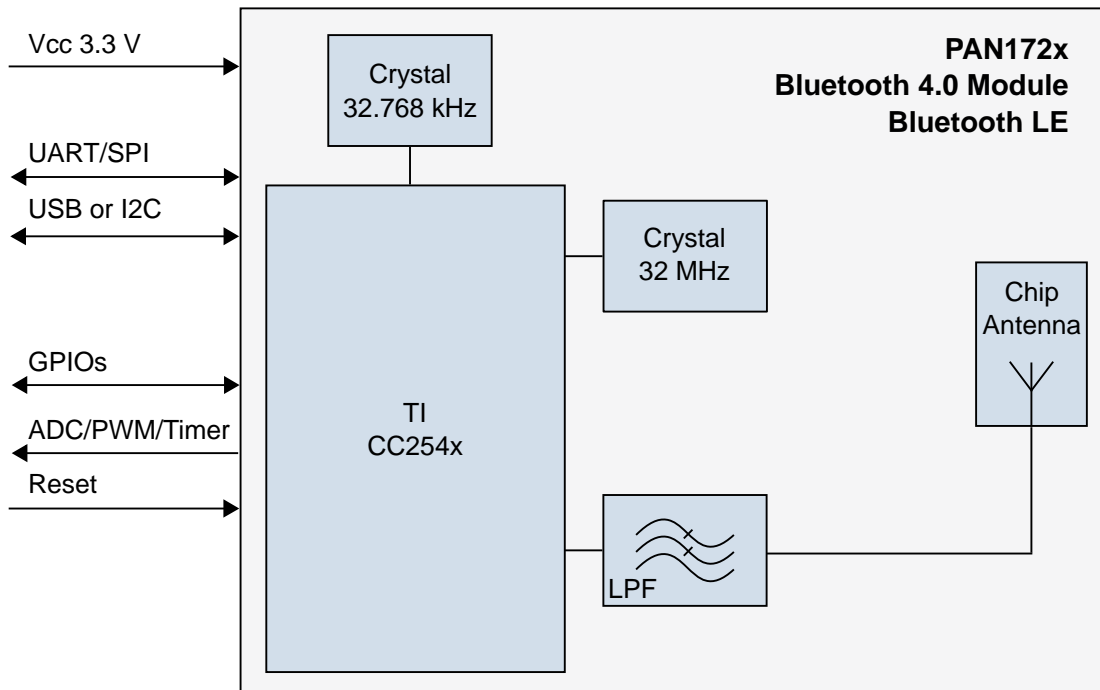 Vcc 3.3 V
UART/SPI
USB or I2C
GPIOs
ADC/PWM/Timer
Reset
Crystal
32.768 kHz
PAN172x
Bluetooth 4.0 Module
Bluetooth LE
TI
CC254x
Crystal
32 MHz
Chip
Antenna
LPF